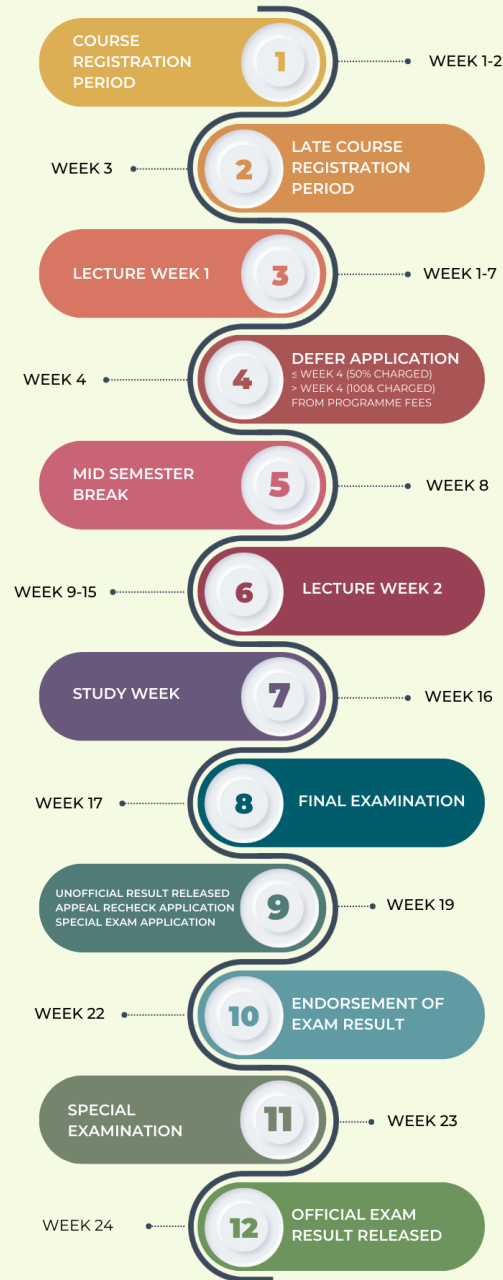 COURSE
REGISTRATION
PERIOD
1
WEEK 1-2
WEEK 3
2
LATE COURSE
REGISTRATION
PERIOD
LECTURE WEEK 1
3
WEEK 1-7
WEEK 4
4
DEFER APPLICATION
≤ WEEK 4 (50% CHARGED)
> WEEK 4 (100& CHARGED)
FROM PROGRAMME FEES
MID SEMESTER
BREAK
5
WEEK 8
WEEK 9-15
6
LECTURE WEEK 2
STUDY WEEK
7
WEEK 16
WEEK 17
8
FINAL EXAMINATION
UNOFFICIAL RESULT RELEASED
APPEAL RECHECK APPLICATION
SPECIAL EXAM APPLICATION
9
WEEK 19
WEEK 22
10
ENDORSEMENT OF
EXAM RESULT
SPECIAL
EXAMINATION
11
WEEK 23
WEEK 24
12
OFFICIAL EXAM
RESULT RELEASED